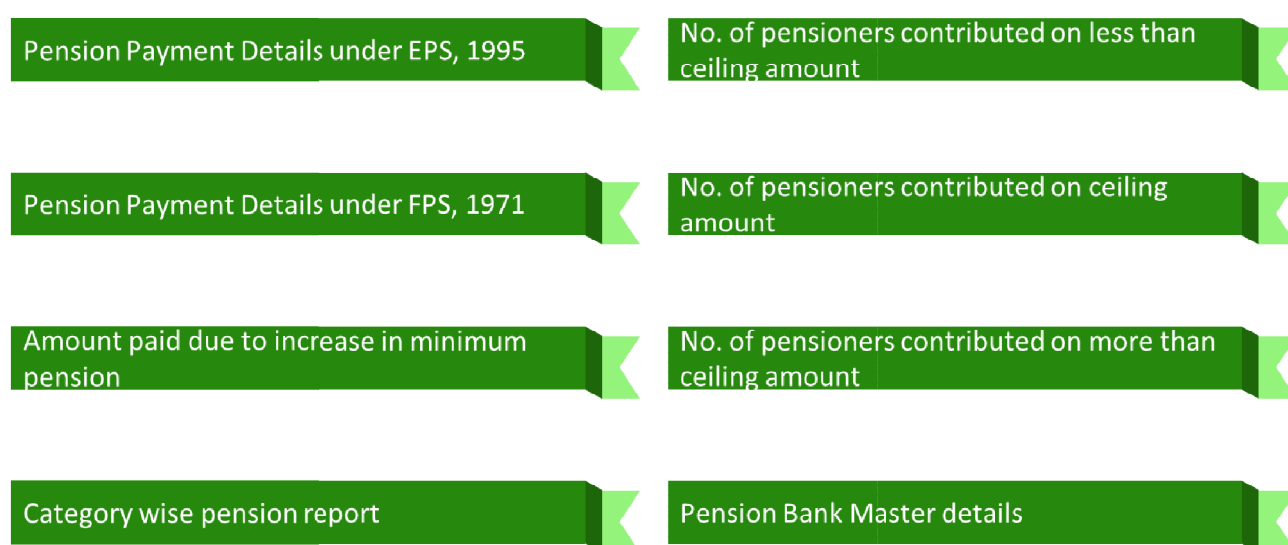 Pension Payment Details under EPS, 1995
No. of pensioners contributed on less than
ceiling amount
Pension Payment Details under FPS, 1971
No. of pensioners contributed on ceiling
amount
Amount paid due to increase in minimum
pension
No. of pensioners contributed on more than
ceiling amount
Category wise pension report
Pension Bank Master details